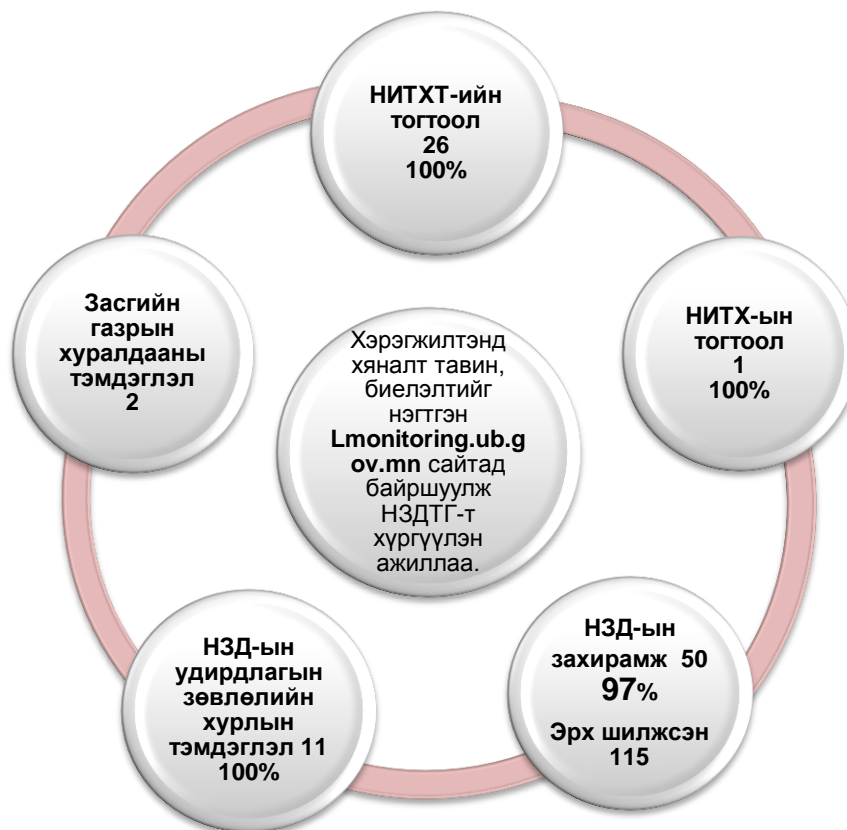 НИТХТ-ийн
тогтоол
26
100%
НИТХ-ын
тогтоол
1
100%
НЗД-ын
захирамж 50
97%
Эрх шилжсэн
115
НЗД-ын
удирдлагын
зөвлөлийн
хурлын
тэмдэглэл 11
100%
Засгийн
газрын
хуралдааны
тэмдэглэл
2
Хэрэгжилтэнд
хяналт тавин,
биелэлтийг
нэгтгэн
Lmonitoring.ub.g
ov.mn сайтад
байршуулж
НЗДТГ-т
хүргүүлэн
ажиллаа.